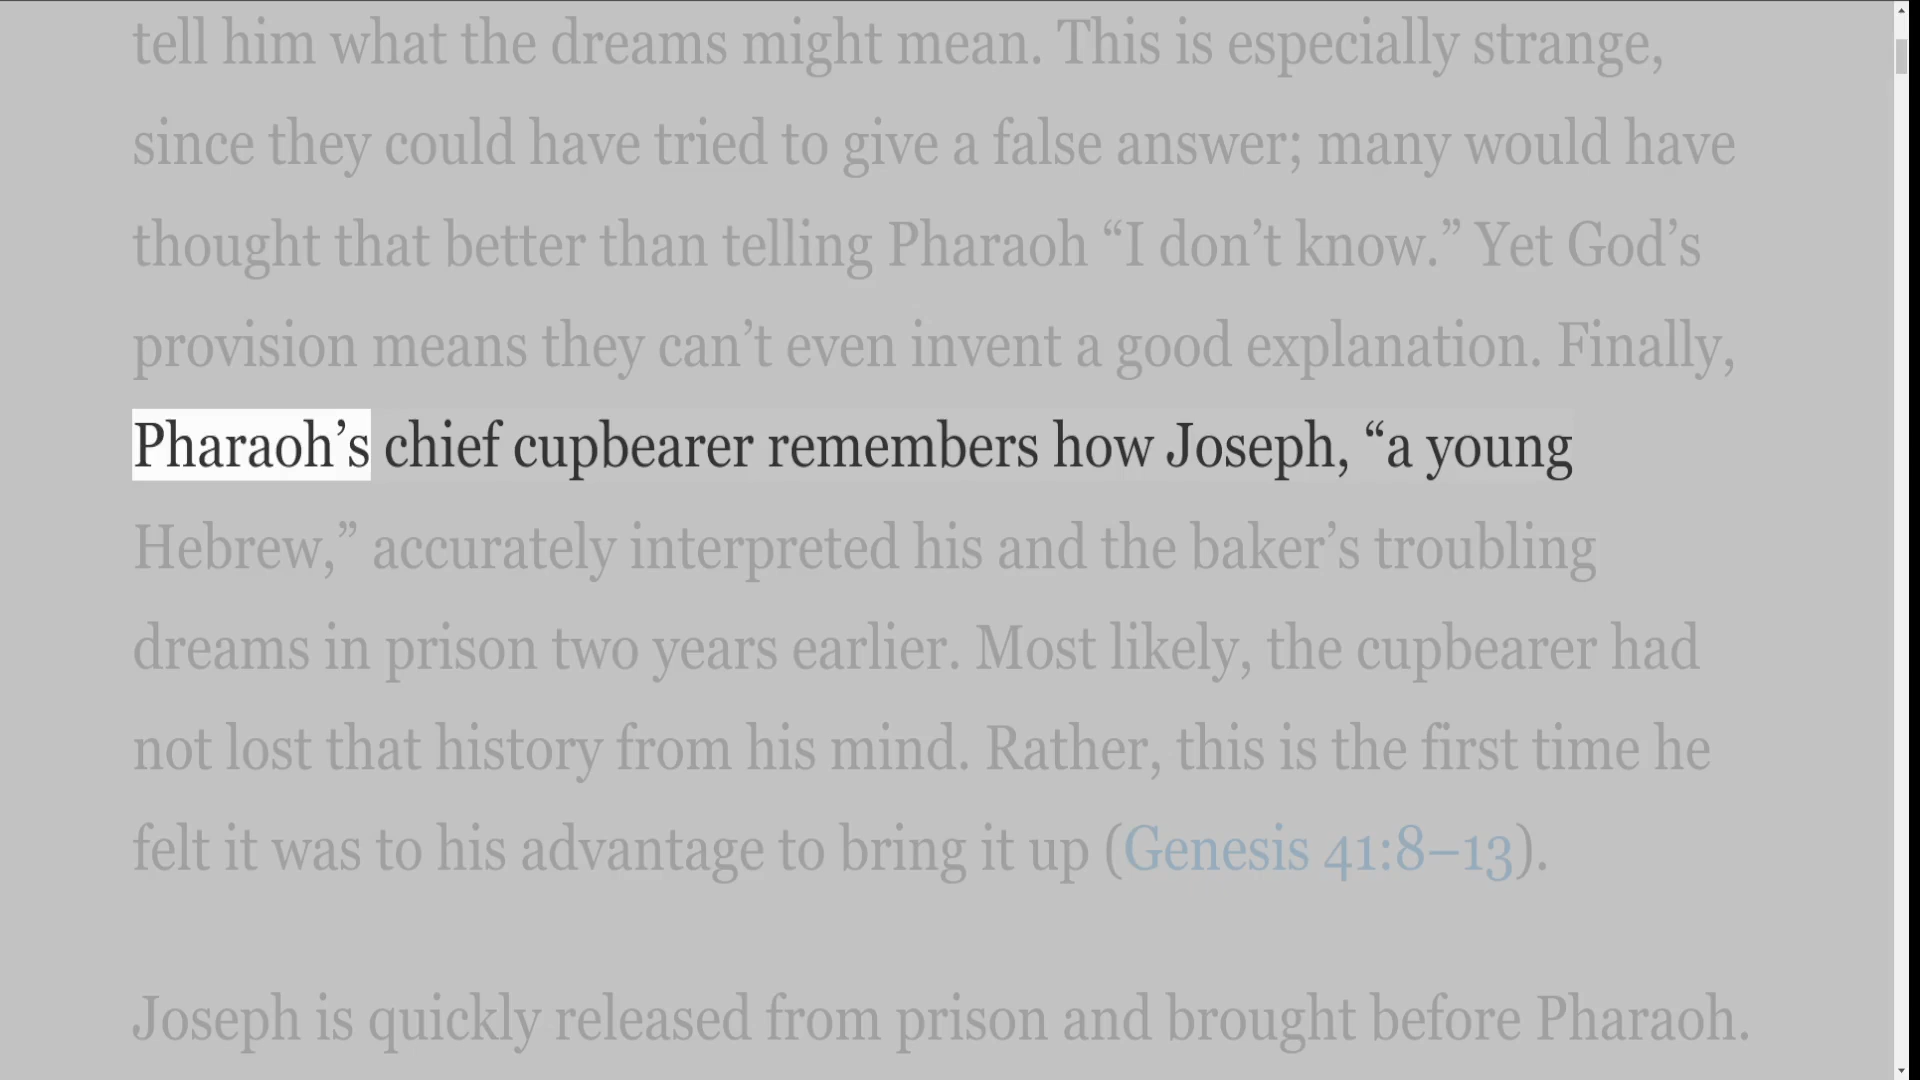 tell him what the dreams might mean. This is especially strange,
since they could have tried to give a false answer; many would have
thought that better than telling Pharaoh “I don’t know.” Yet God’s
provision means they can’t even invent a good explanation. Finally,
Pharaoh’s chief cupbearer remembers how Joseph, “a young
Hebrew,” accurately interpreted his and the baker’s troubling
dreams in prison two years earlier. Most likely, the cupbearer had
not lost that history from his mind. Rather, this is the first time he
felt it was to his advantage to bring it up (Genesis 41:8–13).
Joseph is quickly released from prison and brought before Pharaoh.